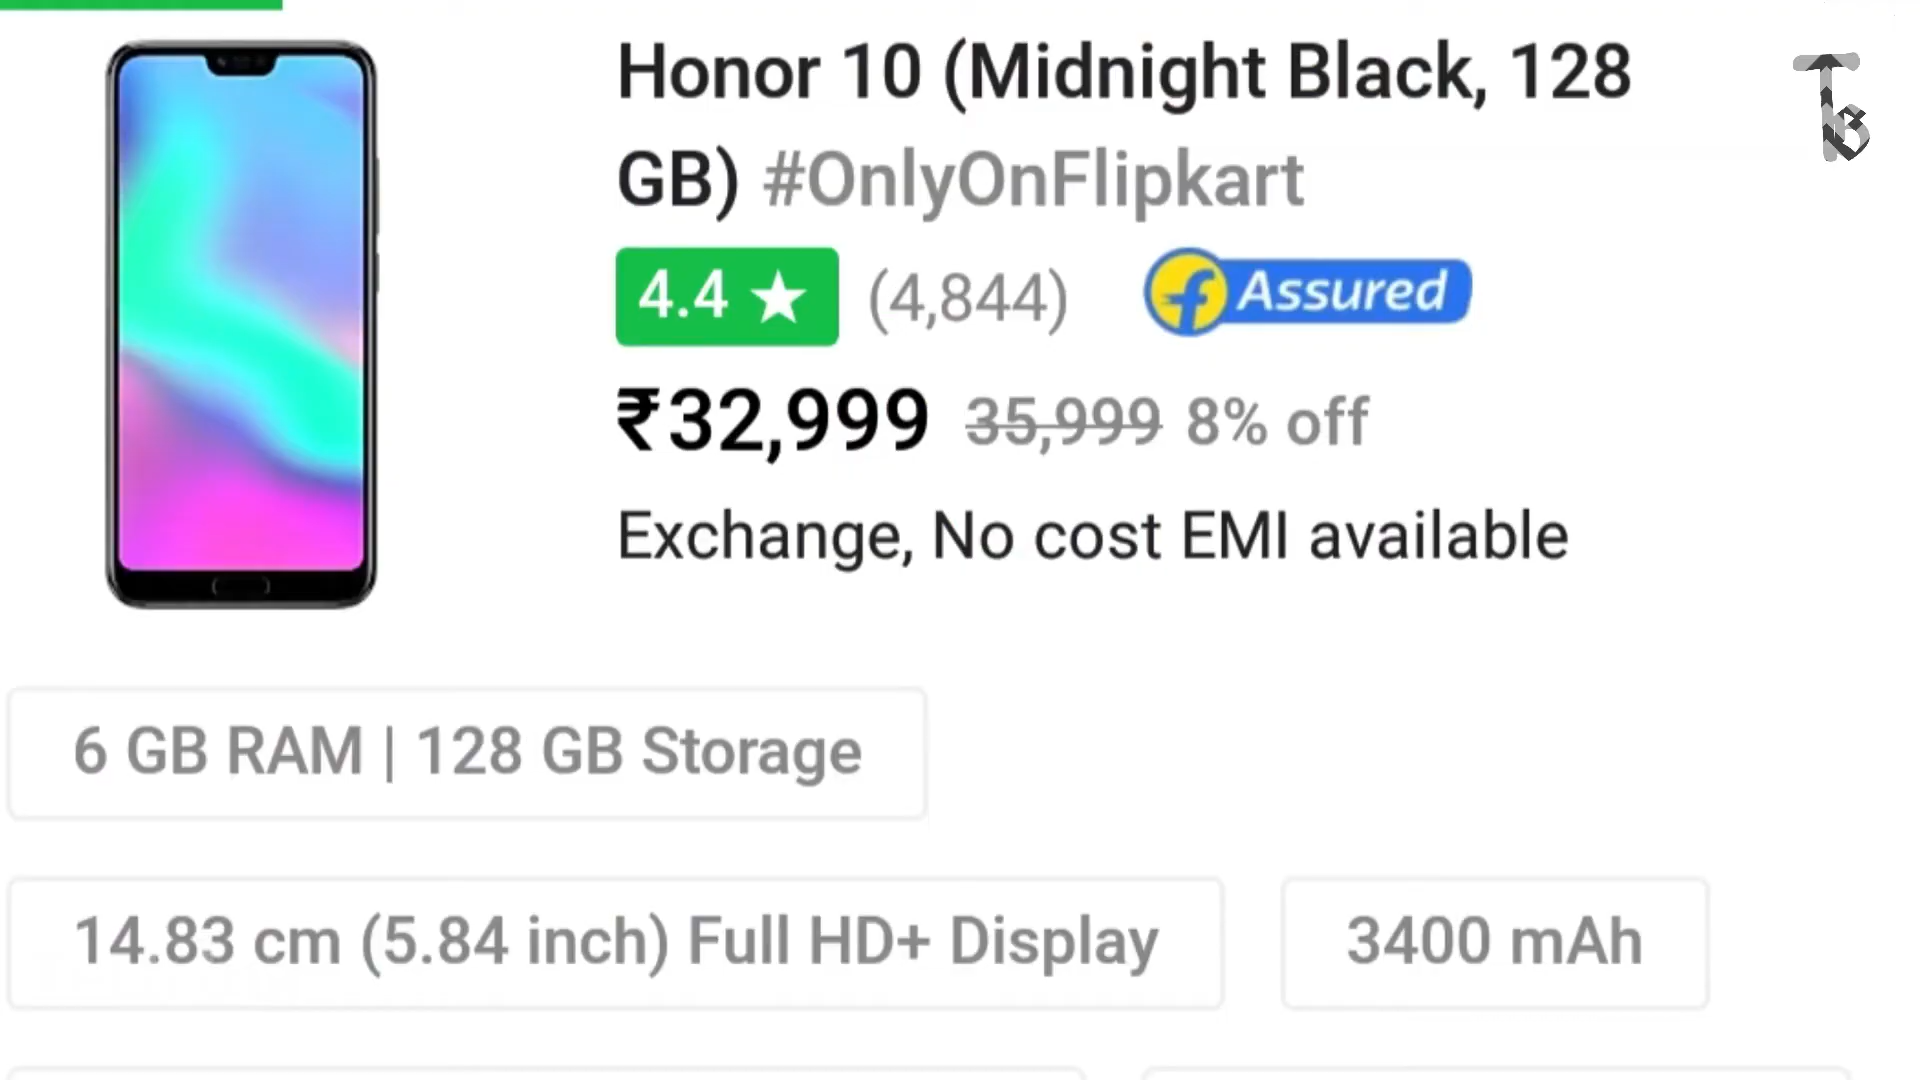 Honor 10 (Midnight Black, 128
GB) #OnlyOnFlipkart
4.4 ★ (4,844) f Assured
₹32,999 35,999 8% off
Exchange, No cost EMI available
6 GB RAM | 128 GB Storage
14.83 cm (5.84 inch) Full HD+ Display 3400 mAh
TB